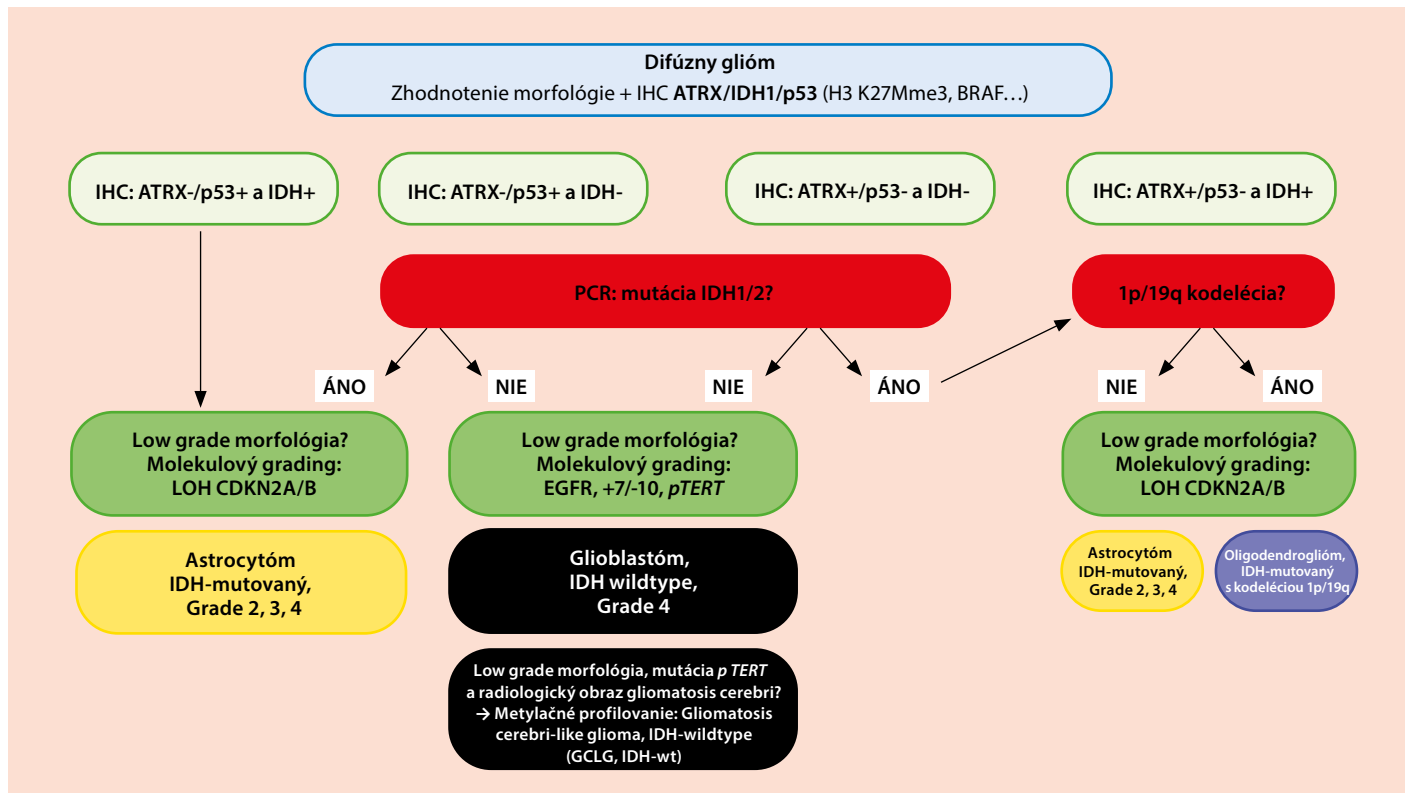 Difúzny glióm
Zhodnotenie morfológie + IHC ATRX/IDH1/p53 (H3 K27Mme3, BRAF…)
IHC: ATRX-/p53+ a IDH+
IHC: ATRX-/p53+ a IDH-
IHC: ATRX+/p53- a IDH-
IHC: ATRX+/p53- a IDH+
PCR: mutácia IDH1/2?
1p/19q kodelécia?
ÁNO
NIE
NIE
ÁNO
NIE
ÁNO
Low grade morfológia?
Molekulový grading:
LOH CDKN2A/B
Low grade morfológia?
Molekulový grading:
EGFR, +7/-10, pTERT
Low grade morfológia?
Molekulový grading:
LOH CDKN2A/B
Astrocytóm
IDH-mutovaný,
Grade 2, 3, 4
Glioblastóm,
IDH wildtype,
Grade 4
Astrocytóm
IDH-mutovaný,
Grade 2, 3, 4
Oligodendroglióm,
IDH-mutovaný
s kodeléciou 1p/19q
Low grade morfológia, mutácia p TERT
a radiologický obraz gliomatosis cerebri?
→ Metylačné profilovanie: Gliomatosis
cerebri-like glioma, IDH-wildtype
(GCLG, IDH-wt)